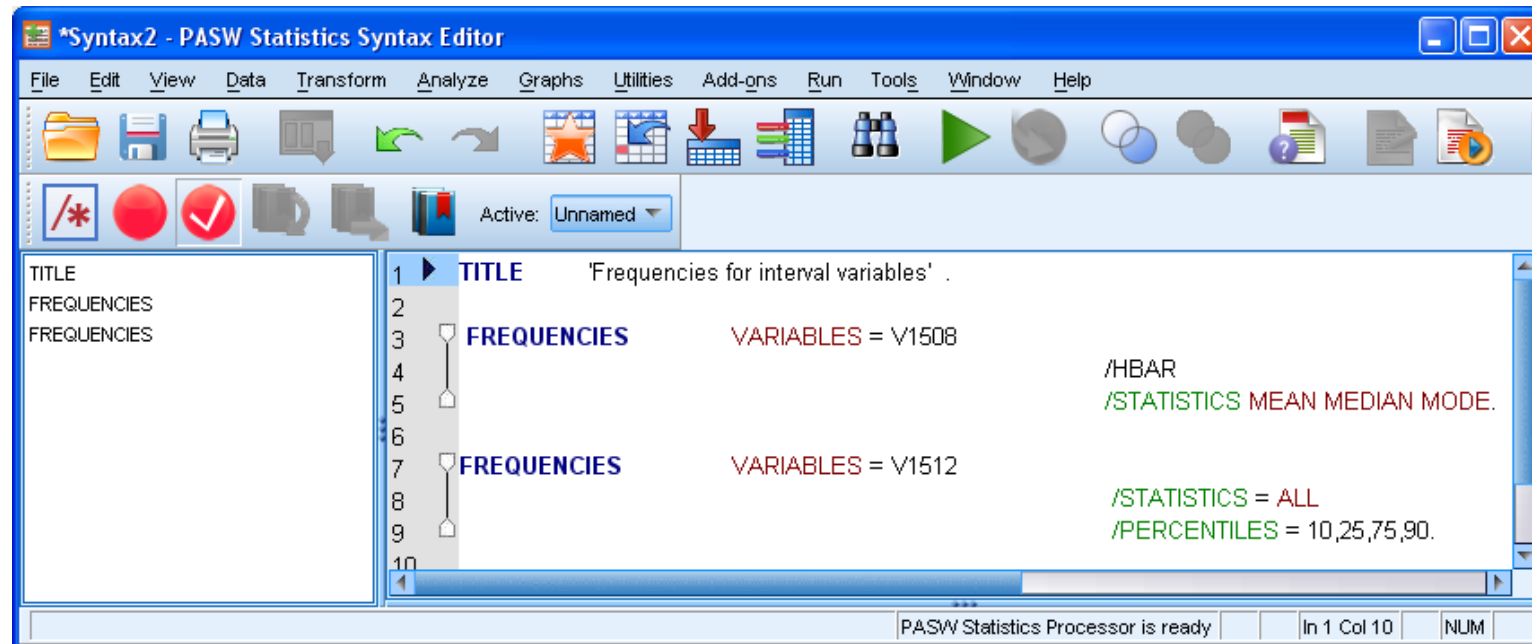 *Syntax2 - PASW Statistics Syntax Editor
File Edit View Data Transform Analyze Graphs Utilities Add-ons Run Tools Window Help
/* Active: Unnamed
TITLE
FREQUENCIES
FREQUENCIES
1 TITLE 'Frequencies for interval variables' .
2
3 FREQUENCIES VARIABLES = V1508
4 /HBAR
5 /STATISTICS MEAN MEDIAN MODE.
6
7 FREQUENCIES VARIABLES = V1512
8 /STATISTICS = ALL
9 /PERCENTILES = 10,25,75,90.
10
PASW Statistics Processor is ready In 1 Col 10 NUM